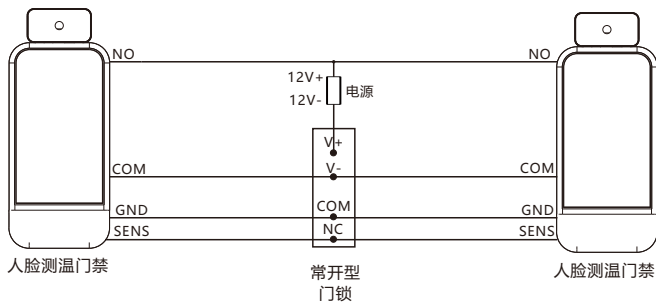 NO
NO
12V+
12V-
电源
V+
V-
COM
COM
COM
GND
GND
NC
SENS
SENS
人脸测温门禁
常开型
门锁
人脸测温门禁